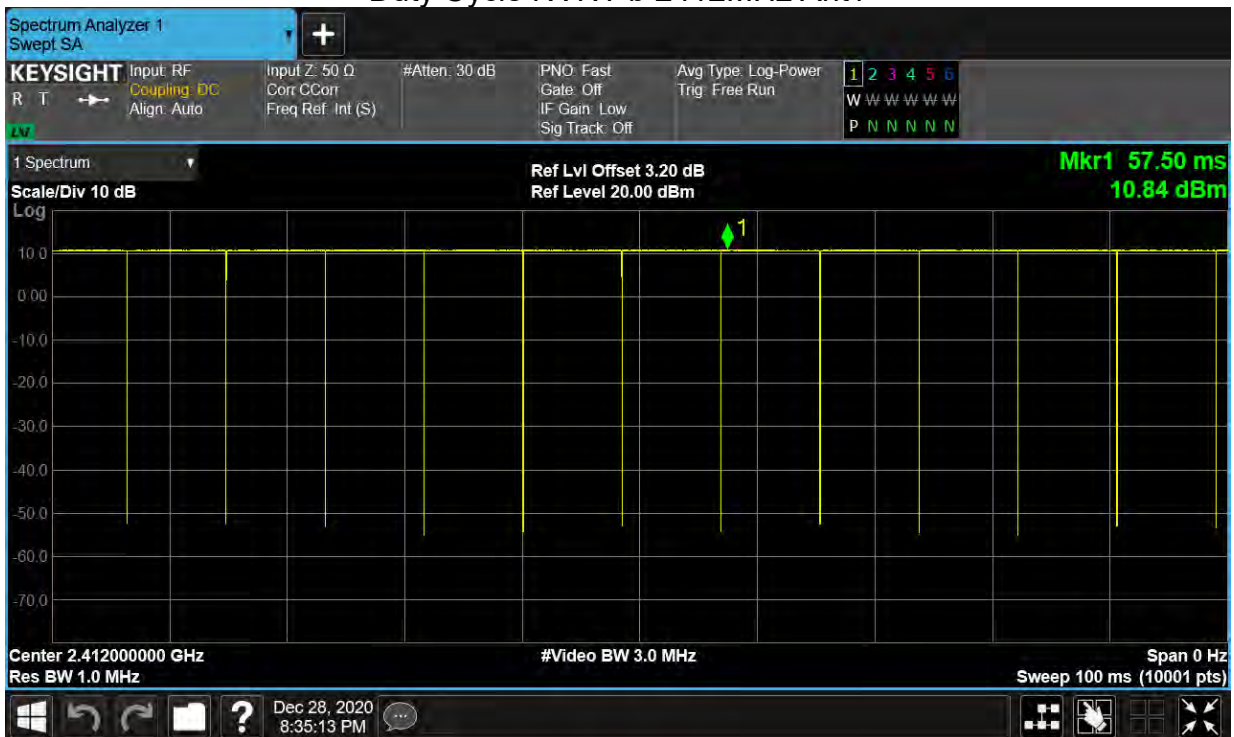 Spectrum Analyzer 1
Swept SA
+
KEYSIGHT Input: RF Input Z: 50 Ω #Atten: 30 dB PNO: Fast Avg Type: Log-Power 1 2 3 4 5 6
R T Coupling: DC Corr CCorr Gate: Off Trig: Free Run W W W W W W
Align: Auto Freq Ref: Int (S) IF Gain: Low
Sig Track: Off P N N N N N
1 Spectrum Ref Lvl Offset 3.20 dB Mkr1 57.50 ms
Scale/Div 10 dB Ref Level 20.00 dBm 10.84 dBm
Log
1
10.0
0.00
-10.0
-20.0
-30.0
-40.0
-50.0
-60.0
-70.0
Center 2.412000000 GHz #Video BW 3.0 MHz Span 0 Hz
Res BW 1.0 MHz Sweep 100 ms (10001 pts)
? Dec 28, 2020
8:35:13 PM